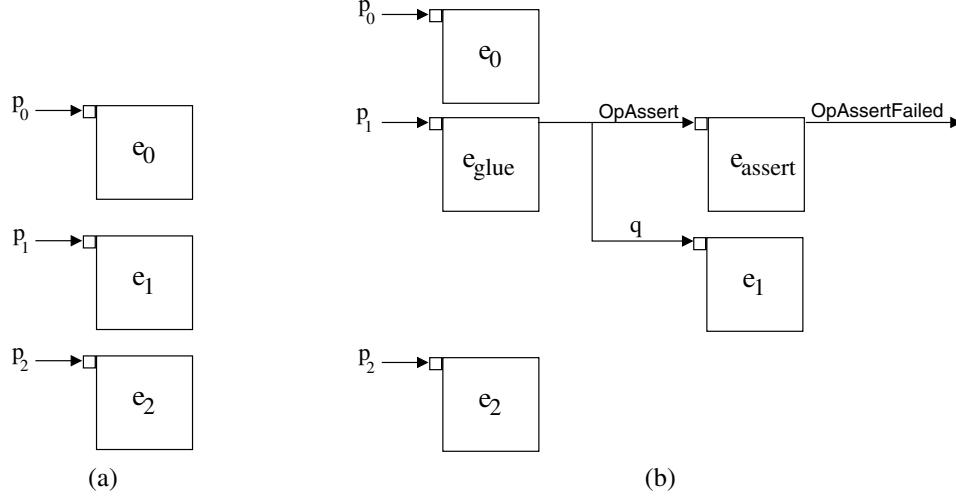 p0
e0
p1
e1
p2
e2
(a)
p0
e0
p1
eglue
OpAssert
eassert
OpAssertFailed
q
e1
p2
e2
(b)